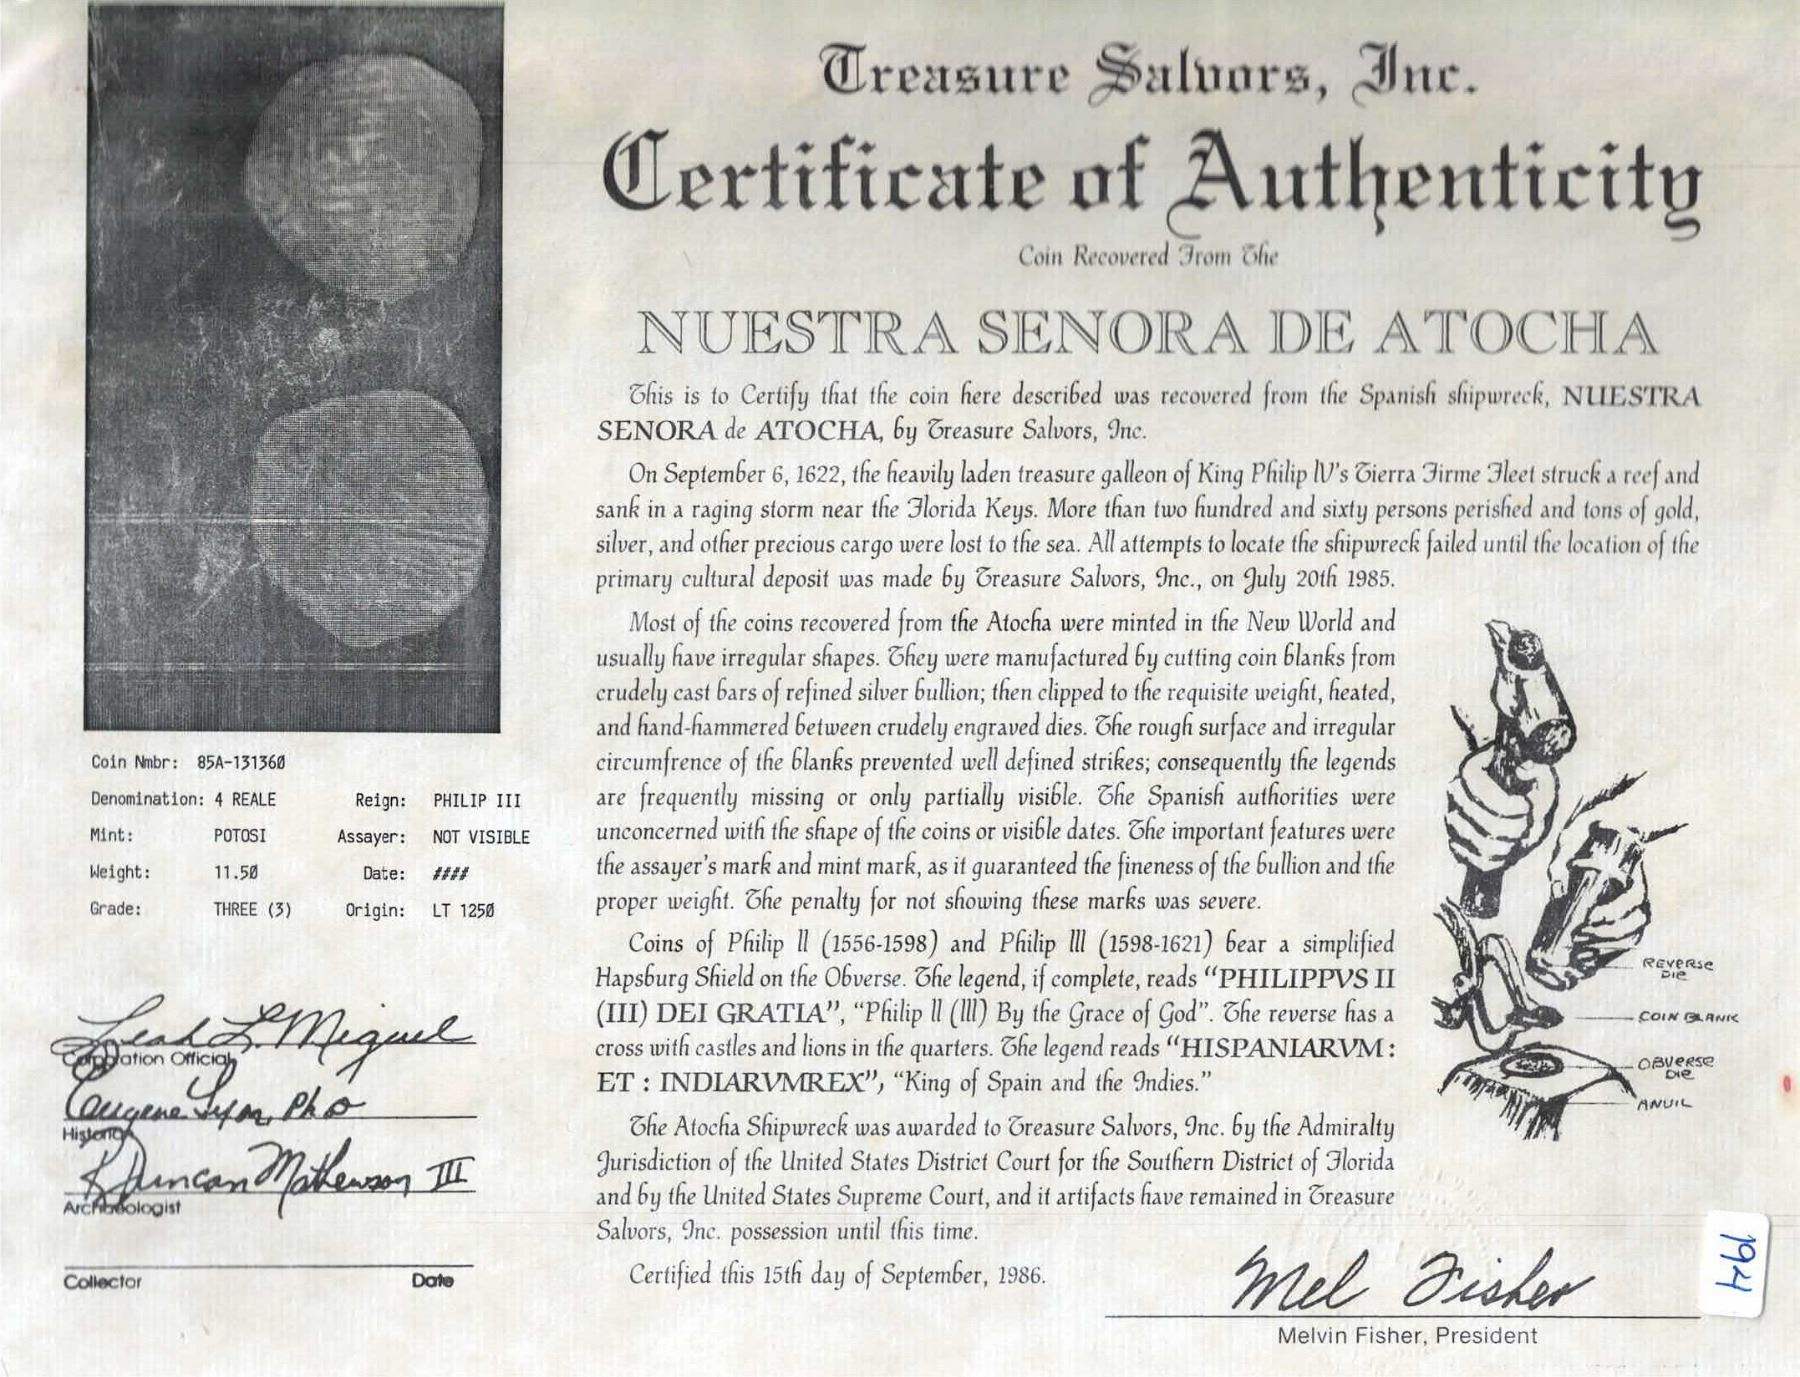 Treasure Salvors, Inc.
Certificate of Authenticity
Coin Recovered From The
NUESTRA SENORA DE ATOCHA
This is to Certify that the coin here described was recovered from the Spanish shipwreck, NUESTRA
SENORA de ATOCHA, by Treasure Salvors, Inc.
On September 6, 1622, the heavily laden treasure galleon of King Philip IV's Tierra Firme Fleet struck a reef and
sank in a raging storm near the Florida Keys. More than two hundred and sixty persons perished and tons of gold,
silver, and other precious cargo were lost to the sea. All attempts to locate the shipwreck failed until the location of the
primary cultural deposit was made by Treasure Salvors, Inc., on July 20th 1985.
Most of the coins recovered from the Atocha were minted in the New World and
usually have irregular shapes. They were manufactured by cutting coin blanks from
crudely cast bars of refined silver bullion; then clipped to the requisite weight, heated,
and hand-hammered between crudely engraved dies. The rough surface and irregular
circumfrence of the blanks prevented well defined strikes; consequently the legends
are frequently missing or only partially visible. The Spanish authorities were
unconcerned with the shape of the coins or visible dates. The important features were
the assayer's mark and mint mark, as it guaranteed the fineness of the bullion and the
proper weight. The penalty for not showing these marks was severe.
Coins of Philip II (1556-1598) and Philip III (1598-1621) bear a simplified
Hapsburg Shield on the Obverse. The legend, if complete, reads "PHILIPPVS II
(III) DEI GRATIA", "Philip II (III) By the Grace of God". The reverse has a
cross with castles and lions in the quarters. The legend reads "HISPANIARVM :
ET : INDIARVMREX", "King of Spain and the Indies."
The Atocha Shipwreck was awarded to Treasure Salvors, Inc. by the Admiralty
Jurisdiction of the United States District Court for the Southern District of Florida
and by the United States Supreme Court, and it artifacts have remained in Treasure
Salvors, Inc. possession until this time.
Certified this 15th day of September, 1986.
Mel Fisher
Melvin Fisher, President
REVERSE
DIE
COIN BLANK
OBVERSE
DIE
ANVIL
Coin Nmbr: 85A-131360
Denomination: 4 REALE Reign: PHILIP III
Mint: POTOSI Assayer: NOT VISIBLE
Weight: 11.50 Date: ####
Grade: THREE (3) Origin: LT 1250
Leah L. Miguel
Corporation Official
Eugene Lyon, PhD
Historian
R. Duncan Mathewson III
Archaeologist
Collector Date
194